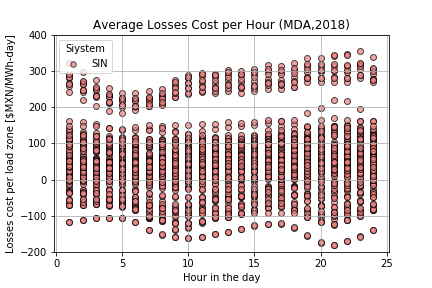 Average Losses Cost per Hour (MDA,2018)
400
300
200
100
0
−100
−200
Losses cost per load zone [$MXN/MWh-day]
Siystem
SIN
0
5
10
15
20
25
Hour in the day